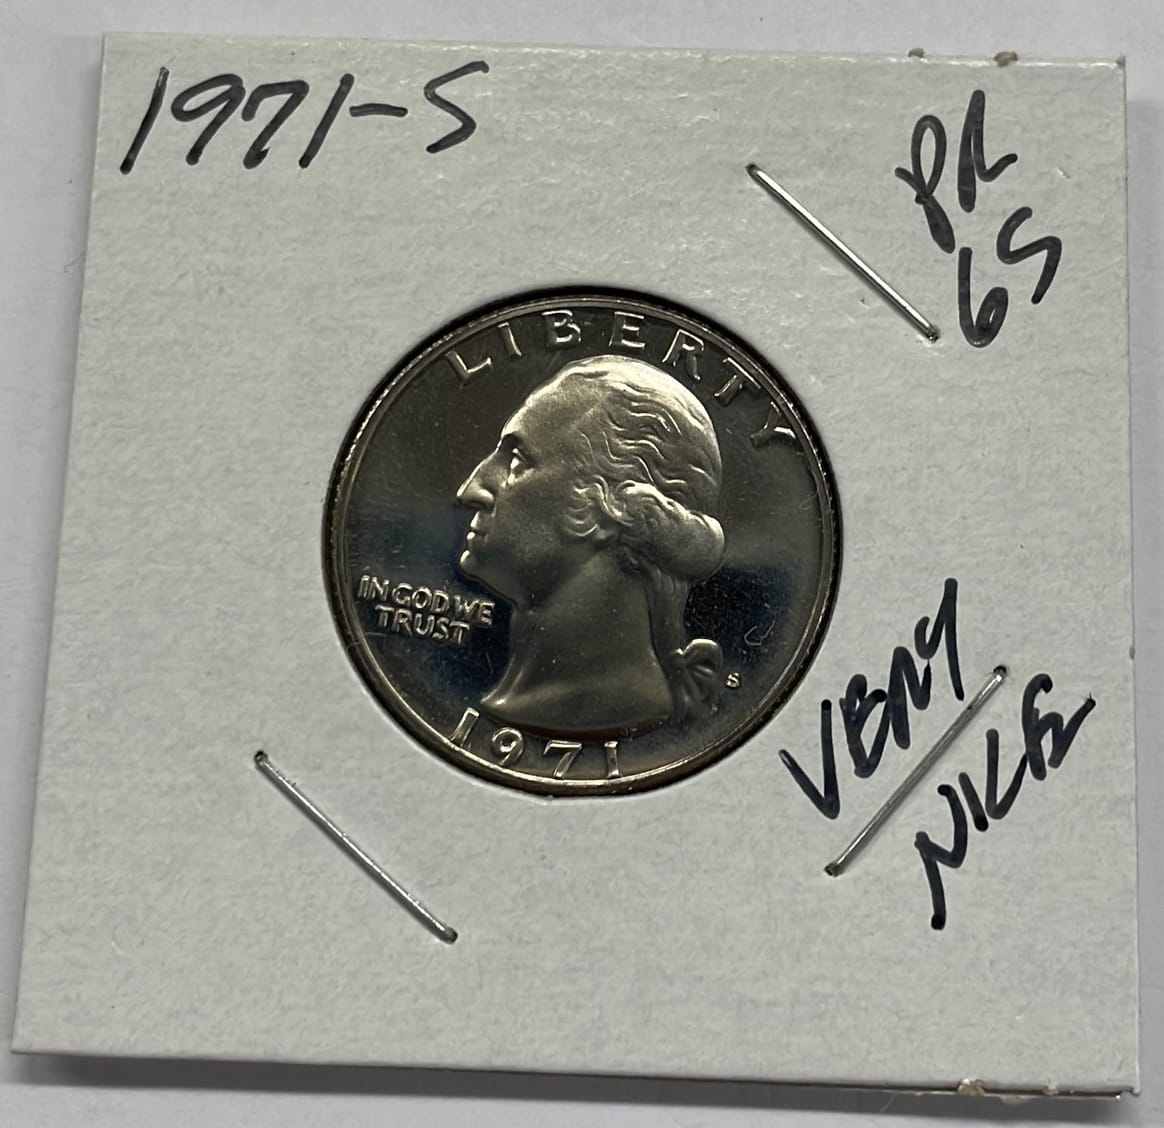 1971-S
PR
65
LIBERTY
IN GOD WE
TRUST
S
1971
VERY
NICE